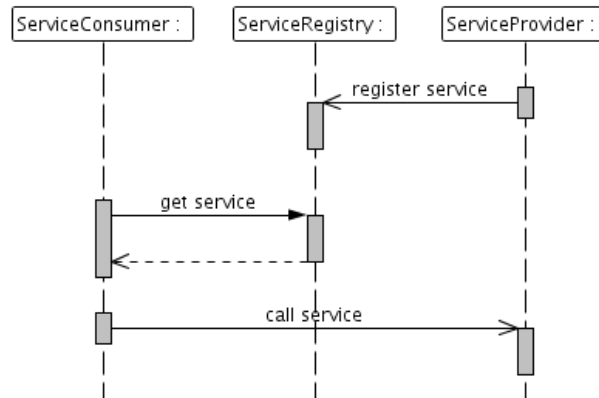 ServiceConsumer :
ServiceRegistry :
ServiceProvider :
register service
get service
call service